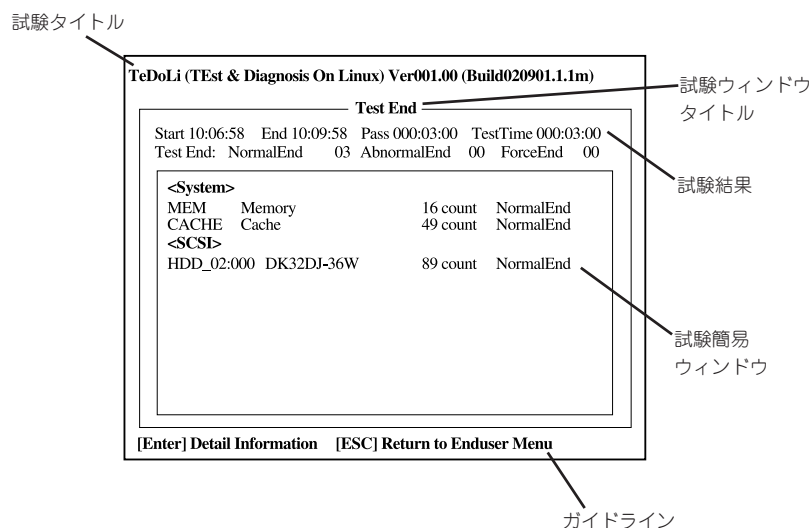 試験タイトル
TeDoLi (TEst & Diagnosis On Linux) Ver001.00 (Build020901.1.1m)
試験ウィンドウ
タイトル
Test End
Start 10:06:58 End 10:09:58 Pass 000:03:00 TestTime 000:03:00
Test End: NormalEnd 03 AbnormalEnd 00 ForceEnd 00
試験結果
<System>
MEM Memory 16 count NormalEnd
CACHE Cache 49 count NormalEnd
<SCSI>
HDD_02:000 DK32DJ-36W 89 count NormalEnd
試験簡易
ウィンドウ
[Enter] Detail Information [ESC] Return to Enduser Menu
ガイドライン